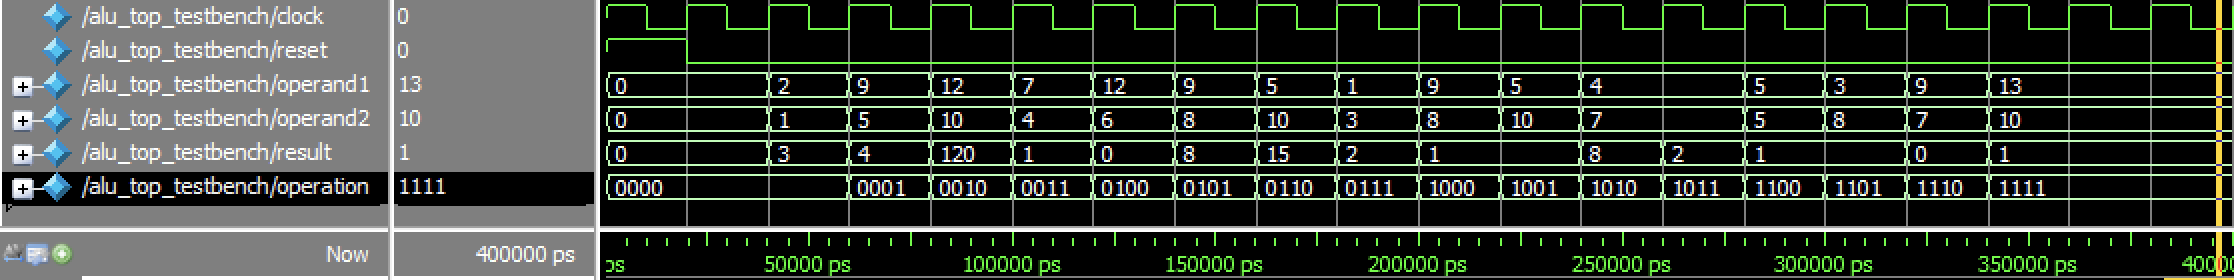 /alu_top_testbench/clock 0
/alu_top_testbench/reset 0
/alu_top_testbench/operand1 13 0 2 9 12 7 12 9 5 1 9 5 4 5 3 9 13
/alu_top_testbench/operand2 10 0 1 5 10 4 6 8 10 3 8 10 7 5 8 7 10
/alu_top_testbench/result 1 0 3 4 120 1 0 8 15 2 1 8 2 1 0 1
/alu_top_testbench/operation 1111 0000 0001 0010 0011 0100 0101 0110 0111 1000 1001 1010 1011 1100 1101 1110 1111
Now 400000 ps ps 50000 ps 100000 ps 150000 ps 200000 ps 250000 ps 300000 ps 350000 ps 4000